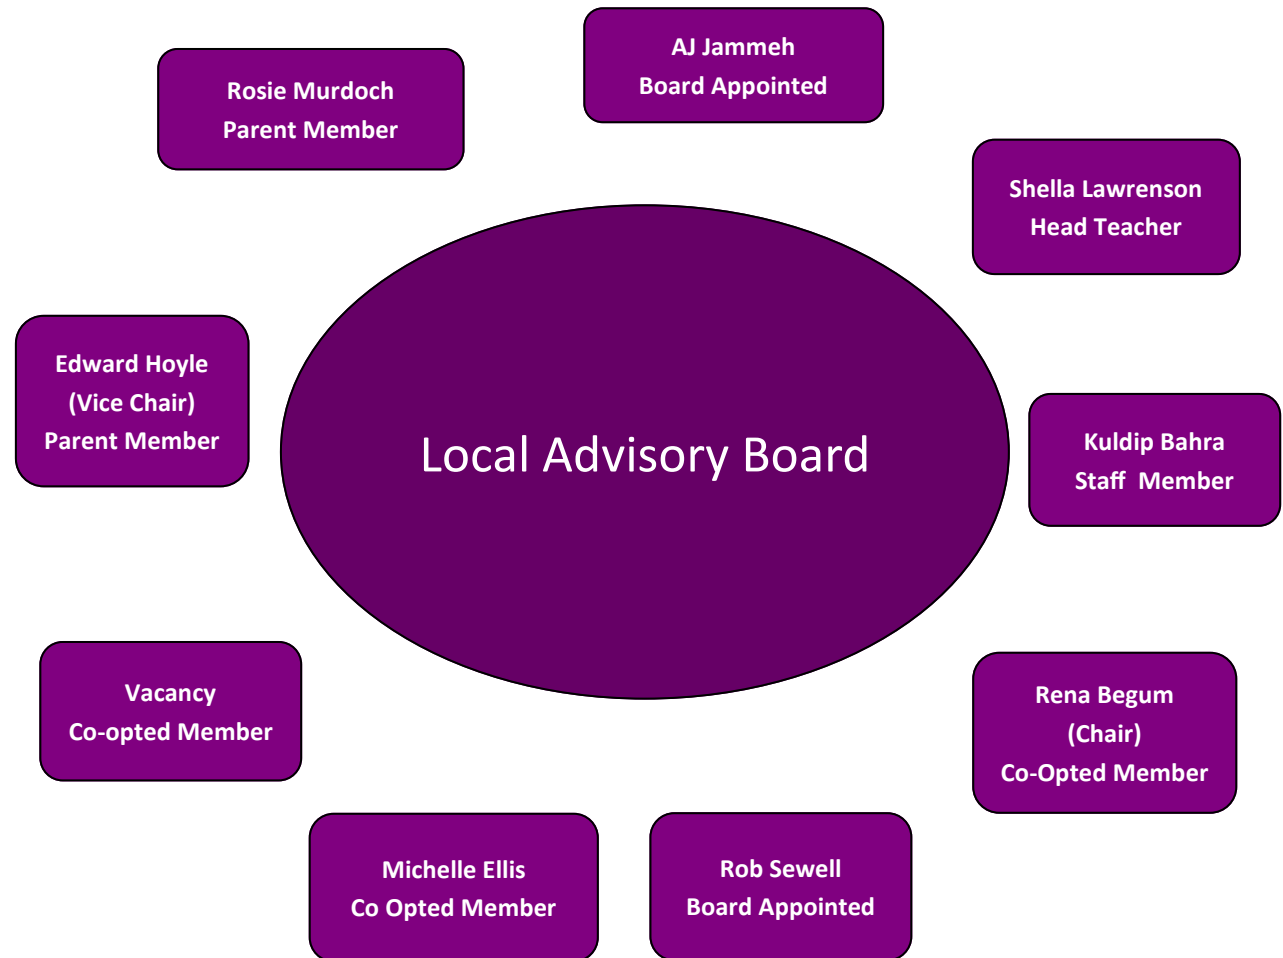 AJ Jammeh
Board Appointed
Rosie Murdoch
Parent Member
Shella Lawrenson
Head Teacher
Edward Hoyle
(Vice Chair)
Parent Member
Local Advisory Board
Kuldip Bahra
Staff  Member
Vacancy
Co-opted Member
Rena Begum
(Chair)
Co-Opted Member
Michelle Ellis
Co Opted Member
Rob Sewell
Board Appointed